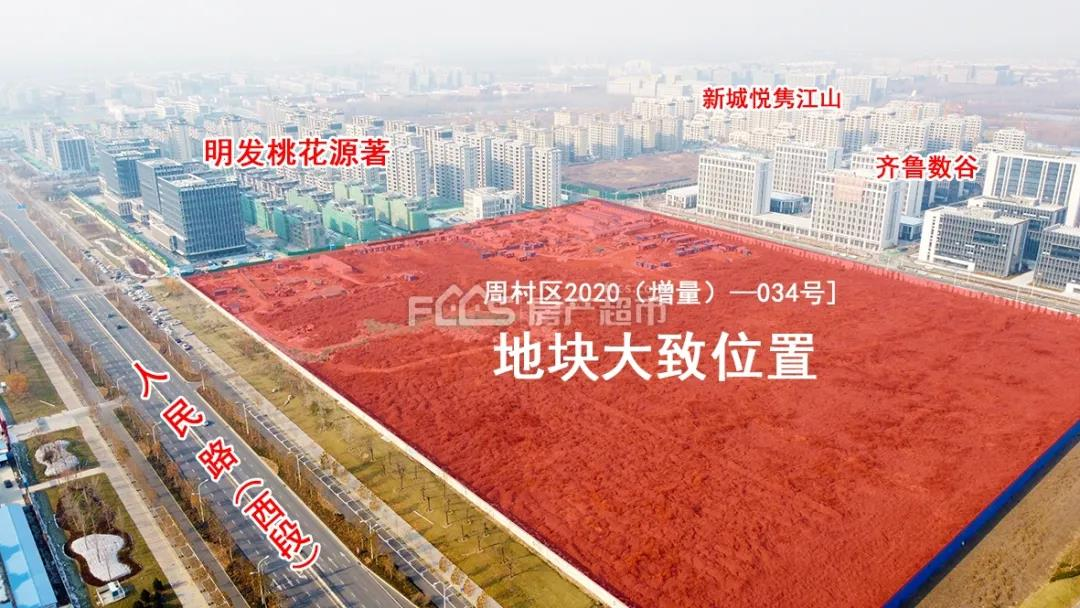 新城悦隽江山
明发桃花源著
齐鲁数谷
周村区2020（增量）—034号]
FCCS房产超市
地块大致位置
人民路（西段）